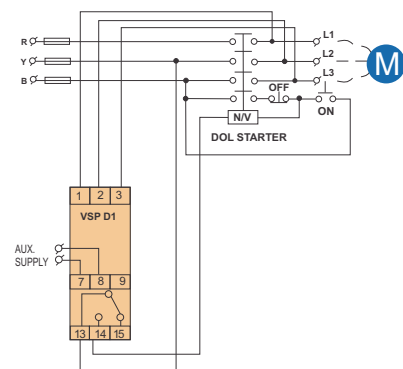 R
Y
B
L1
L2
L3
M
OFF
ON
N/V
DOL STARTER
1 2 3
VSP D1
AUX.
SUPPLY
7 8 9
13 14 15